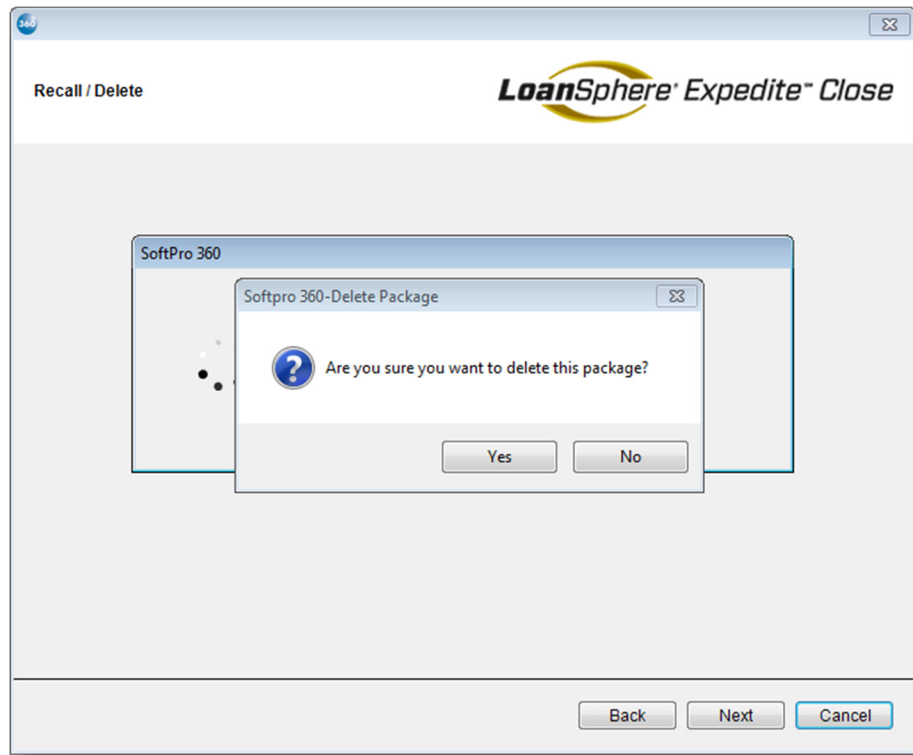 360
Recall / Delete
LoanSphere® Expedite™ Close
SoftPro 360
Softpro 360-Delete Package
?
Are you sure you want to delete this package?
Yes No
Back Next Cancel